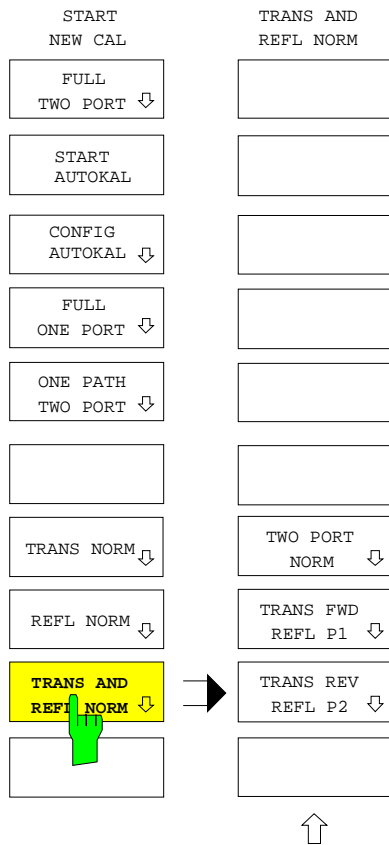 START
NEW CAL
FULL
TWO PORT
START
AUTOKAL
CONFIG
AUTOKAL
FULL
ONE PORT
ONE PATH
TWO PORT
TRANS NORM
REFL NORM
TRANS AND
REFL NORM
TRANS AND
REFL NORM
TWO PORT
NORM
TRANS FWD
REFL P1
TRANS REV
REFL P2